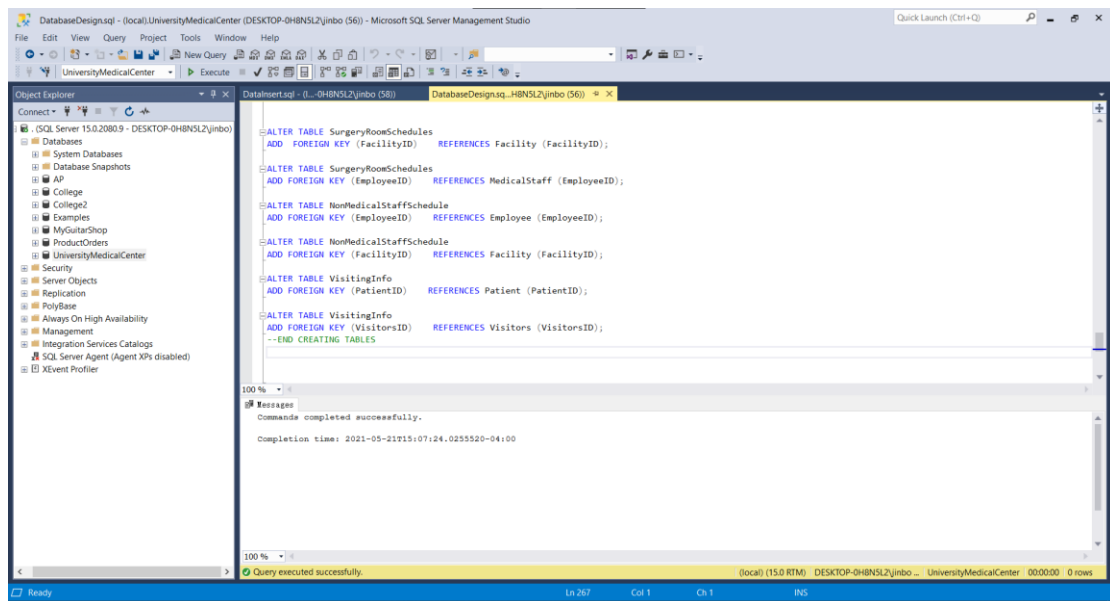 DatabaseDesign.sql - (local).UniversityMedicalCenter (DESKTOP-0H8N5L2\jinbo (56)) - Microsoft SQL Server Management Studio
Quick Launch (Ctrl+Q)
File Edit View Query Project Tools Window Help
New Query
UniversityMedicalCenter
Execute
Object Explorer
DataInsert.sql - (l...-0H8N5L2\jinbo (58))
DatabaseDesign.sq...H8N5L2\jinbo (56))
Connect
. (SQL Server 15.0.2080.9 - DESKTOP-0H8N5L2\jinbo)
Databases
System Databases
Database Snapshots
AP
College
College2
Examples
MyGuitarShop
ProductOrders
UniversityMedicalCenter
Security
Server Objects
Replication
PolyBase
Always On High Availability
Management
Integration Services Catalogs
SQL Server Agent (Agent XPs disabled)
XEvent Profiler
ALTER TABLE SurgeryRoomSchedules
ADD FOREIGN KEY (FacilityID) REFERENCES Facility (FacilityID);
ALTER TABLE SurgeryRoomSchedules
ADD FOREIGN KEY (EmployeeID) REFERENCES MedicalStaff (EmployeeID);
ALTER TABLE NonMedicalStaffSchedule
ADD FOREIGN KEY (EmployeeID) REFERENCES Employee (EmployeeID);
ALTER TABLE NonMedicalStaffSchedule
ADD FOREIGN KEY (FacilityID) REFERENCES Facility (FacilityID);
ALTER TABLE VisitingInfo
ADD FOREIGN KEY (PatientID) REFERENCES Patient (PatientID);
ALTER TABLE VisitingInfo
ADD FOREIGN KEY (VisitorsID) REFERENCES Visitors (VisitorsID);
--END CREATING TABLES
100 %
Messages
Commands completed successfully.
Completion time: 2021-05-21T15:07:24.0255520-04:00
100 %
Query executed successfully.
(local) (15.0 RTM) DESKTOP-0H8N5L2\jinbo ... UniversityMedicalCenter 00:00:00 0 rows
Ready
Ln 267 Col 1 Ch 1 INS